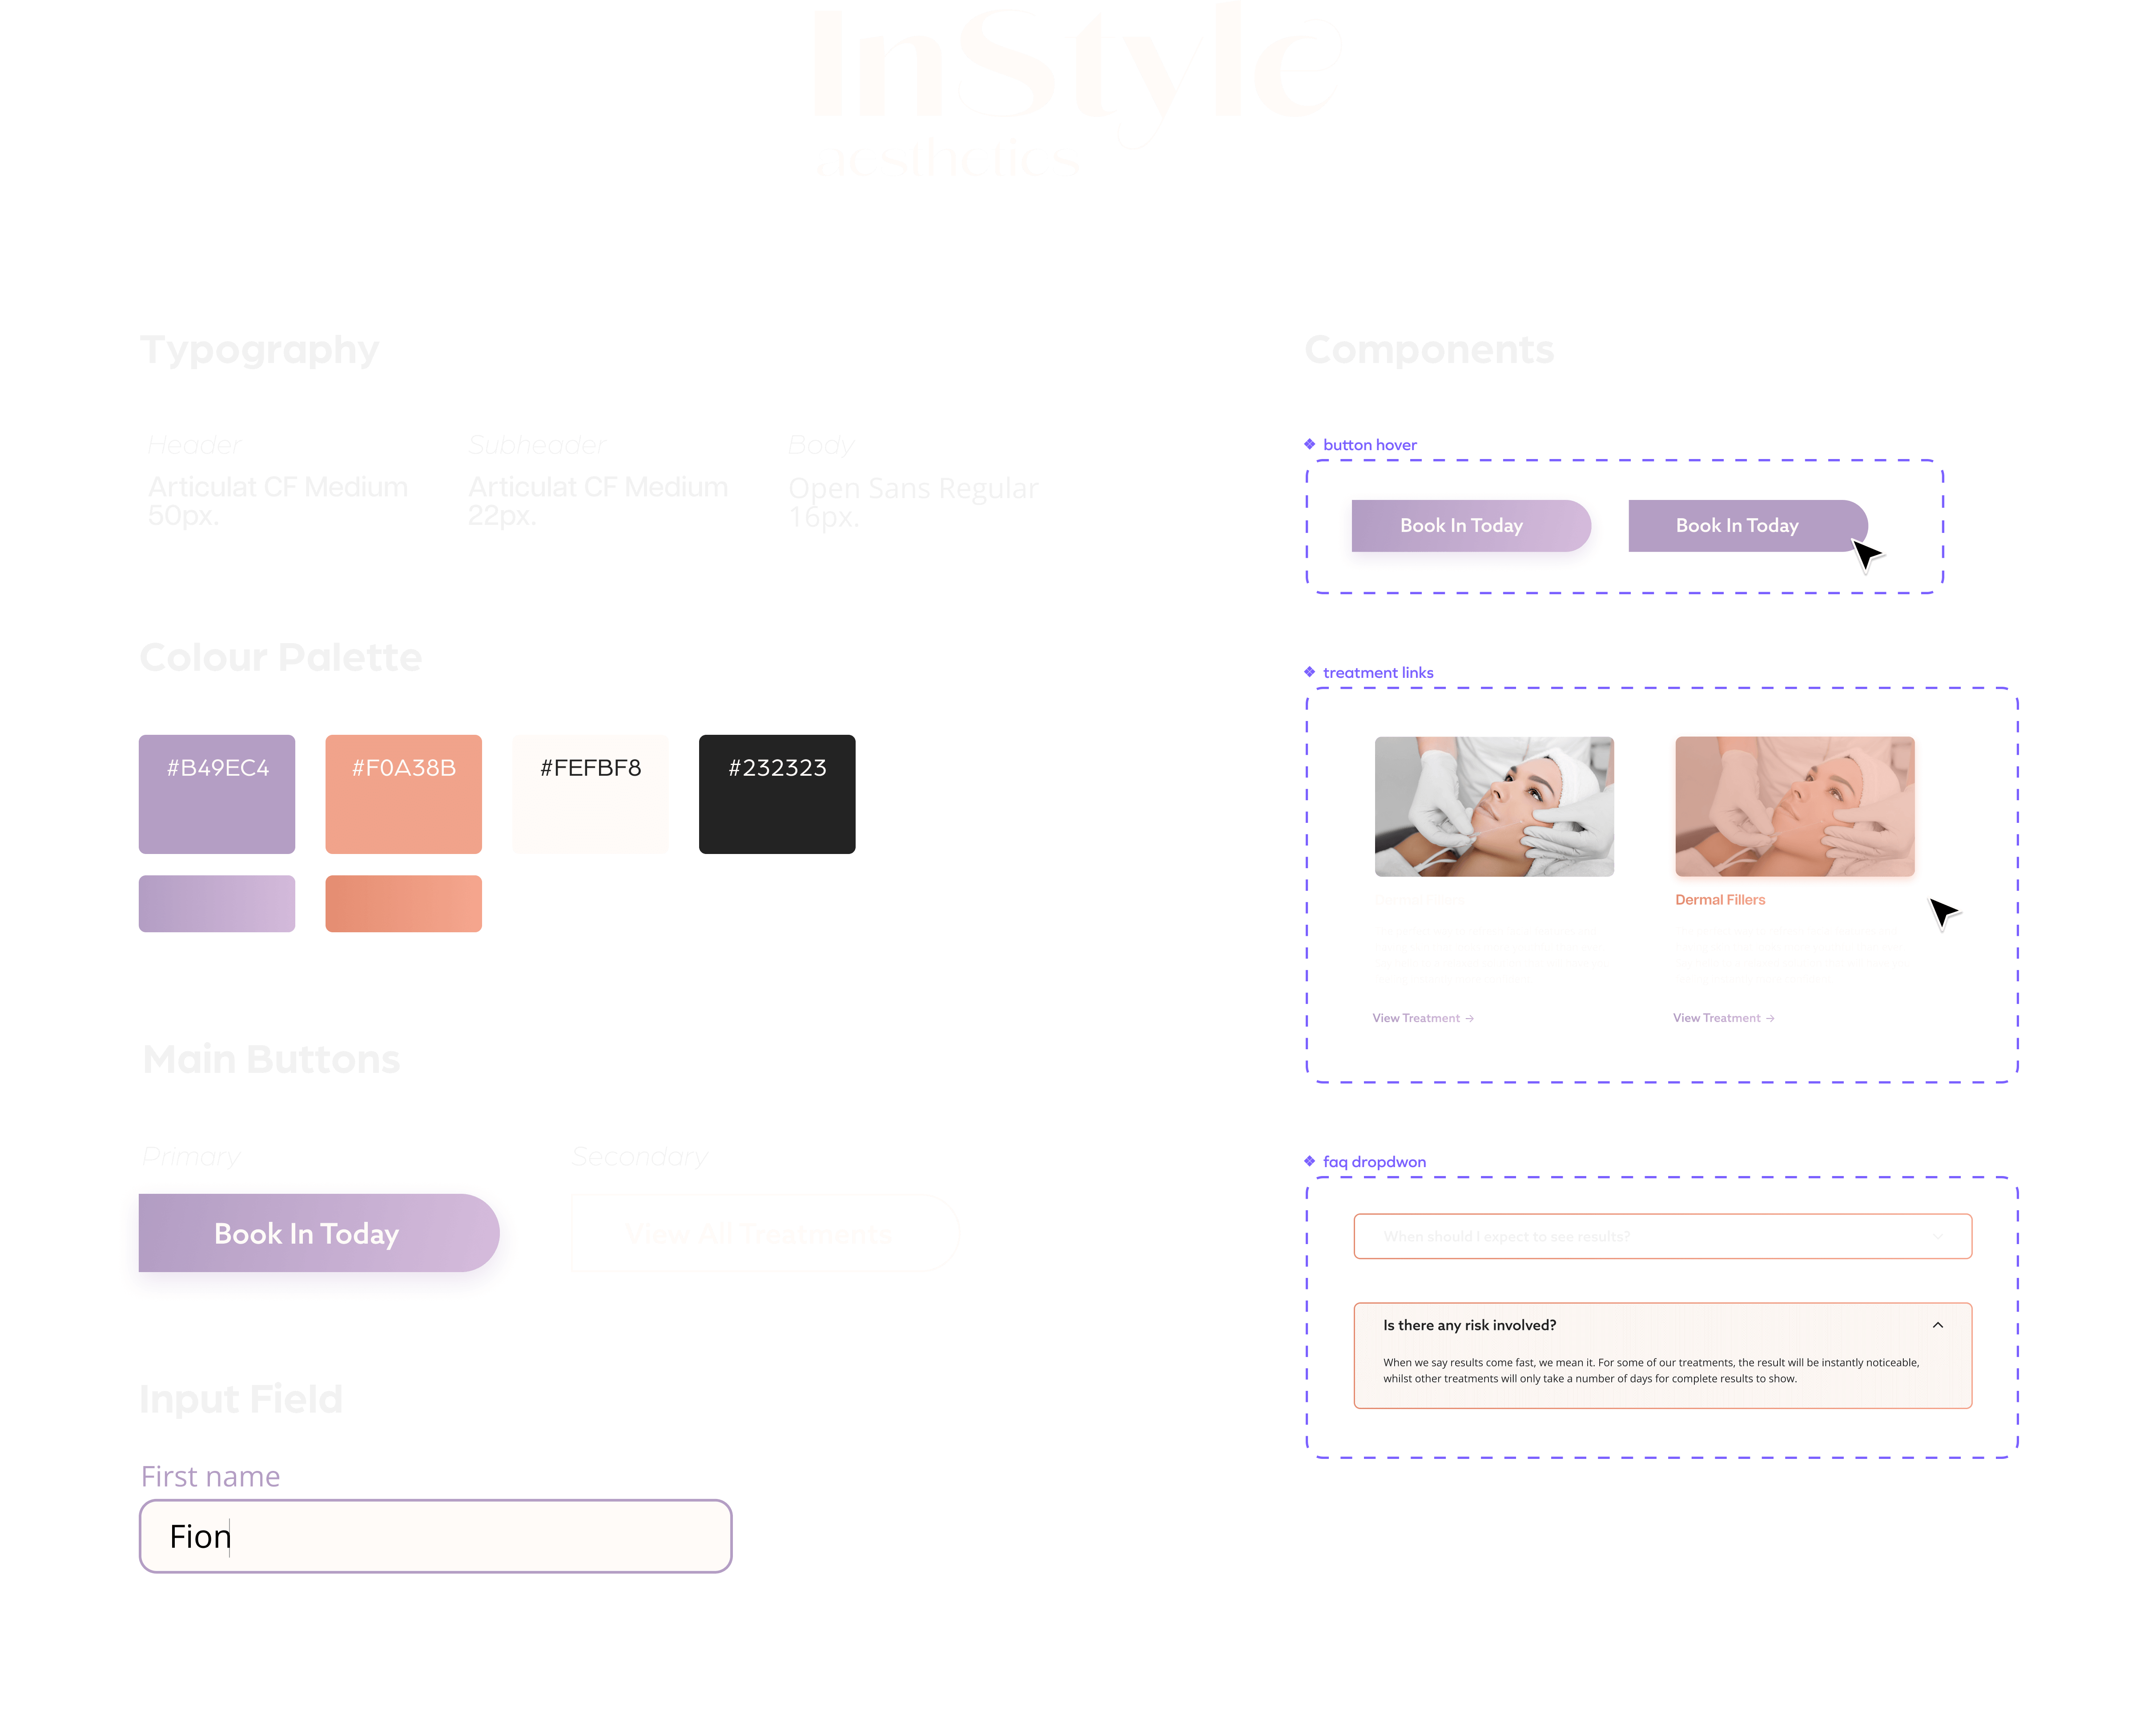 InStyle
aesthetics
Typography
Header
Subheader
Body
Articulat CF Medium
50px.
Articulat CF Medium
22px.
Open Sans Regular
16px.
Colour Palette
#B49EC4
#F0A38B
#FEFBF8
#232323
Main Buttons
Primary
Secondary
Book In Today
View All Treatments
Input Field
First name
Fion
Components
button hover
Book In Today
Book In Today
treatment links
Dermal Fillers
View Treatment →
View Treatment →
faq dropdwon
When should I expect to see results?
Is there any risk involved?
When we say results come fast, we mean it. For some of our treatments, the result will be instantly noticeable,
whilst other treatments will only take a number of days for complete results to show.